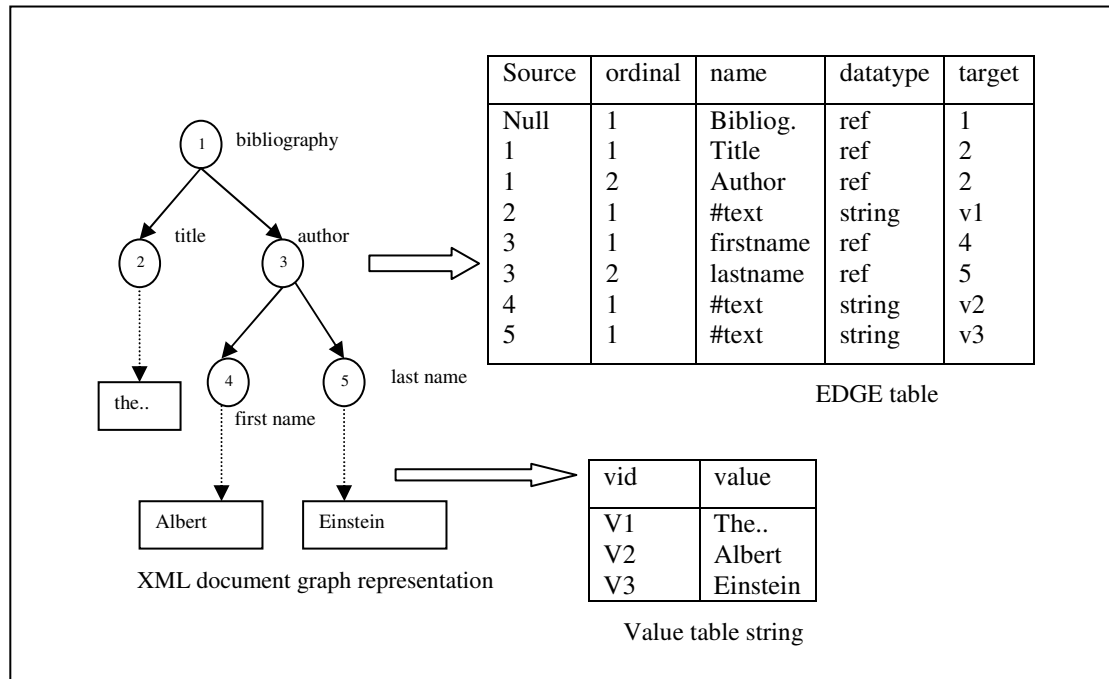 1
bibliography
title
author
2
3
4
5
last name
the..
first name
Albert
Einstein
XML document graph representation
Source ordinal name datatype target
Null 1 Bibliog. ref 1
1 1 Title ref 2
1 2 Author ref 2
2 1 #text string v1
3 1 firstname ref 4
3 2 lastname ref 5
4 1 #text string v2
5 1 #text string v3
EDGE table
vid value
V1 The..
V2 Albert
V3 Einstein
Value table string